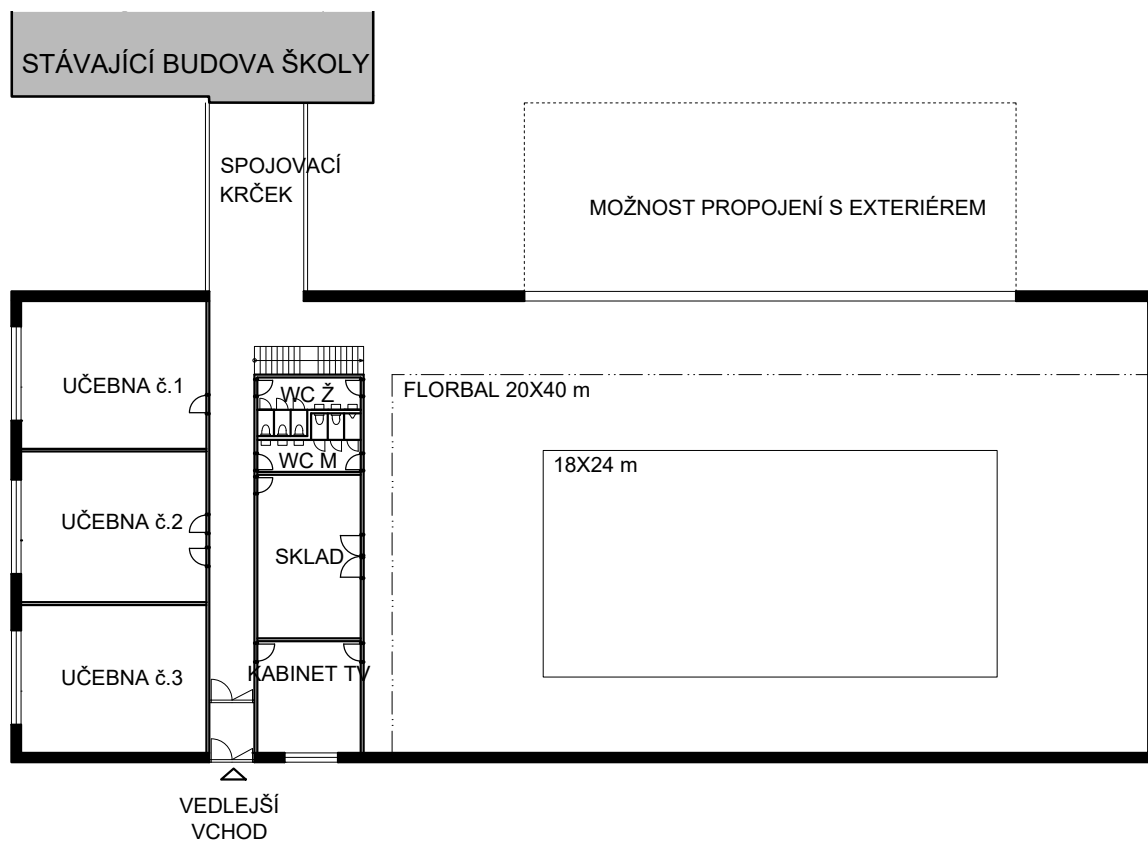 STÁVAJÍCÍ BUDOVA ŠKOLY
SPOJOVACÍ
KRČEK
MOŽNOST PROPOJENÍ S EXTERIÉREM
UČEBNA č.1
WC Ž
FLORBAL 20X40 m
WC M
18X24 m
UČEBNA č.2
SKLAD
UČEBNA č.3
KABINET TV
VEDLEJŠÍ
VCHOD